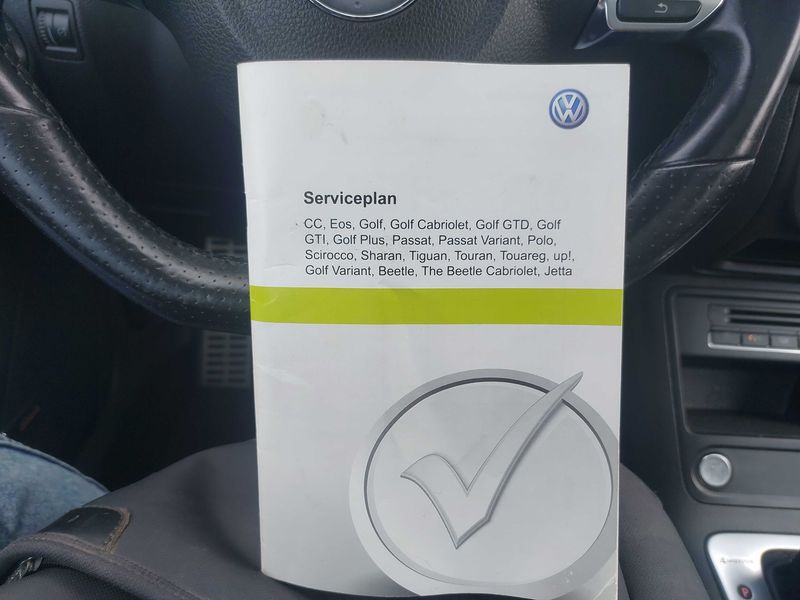 Serviceplan
CC, Eos, Golf, Golf Cabriolet, Golf GTD, Golf
GTI, Golf Plus, Passat, Passat Variant, Polo,
Scirocco, Sharan, Tiguan, Touran, Touareg, up!,
Golf Variant, Beetle, The Beetle Cabriolet, Jetta
P